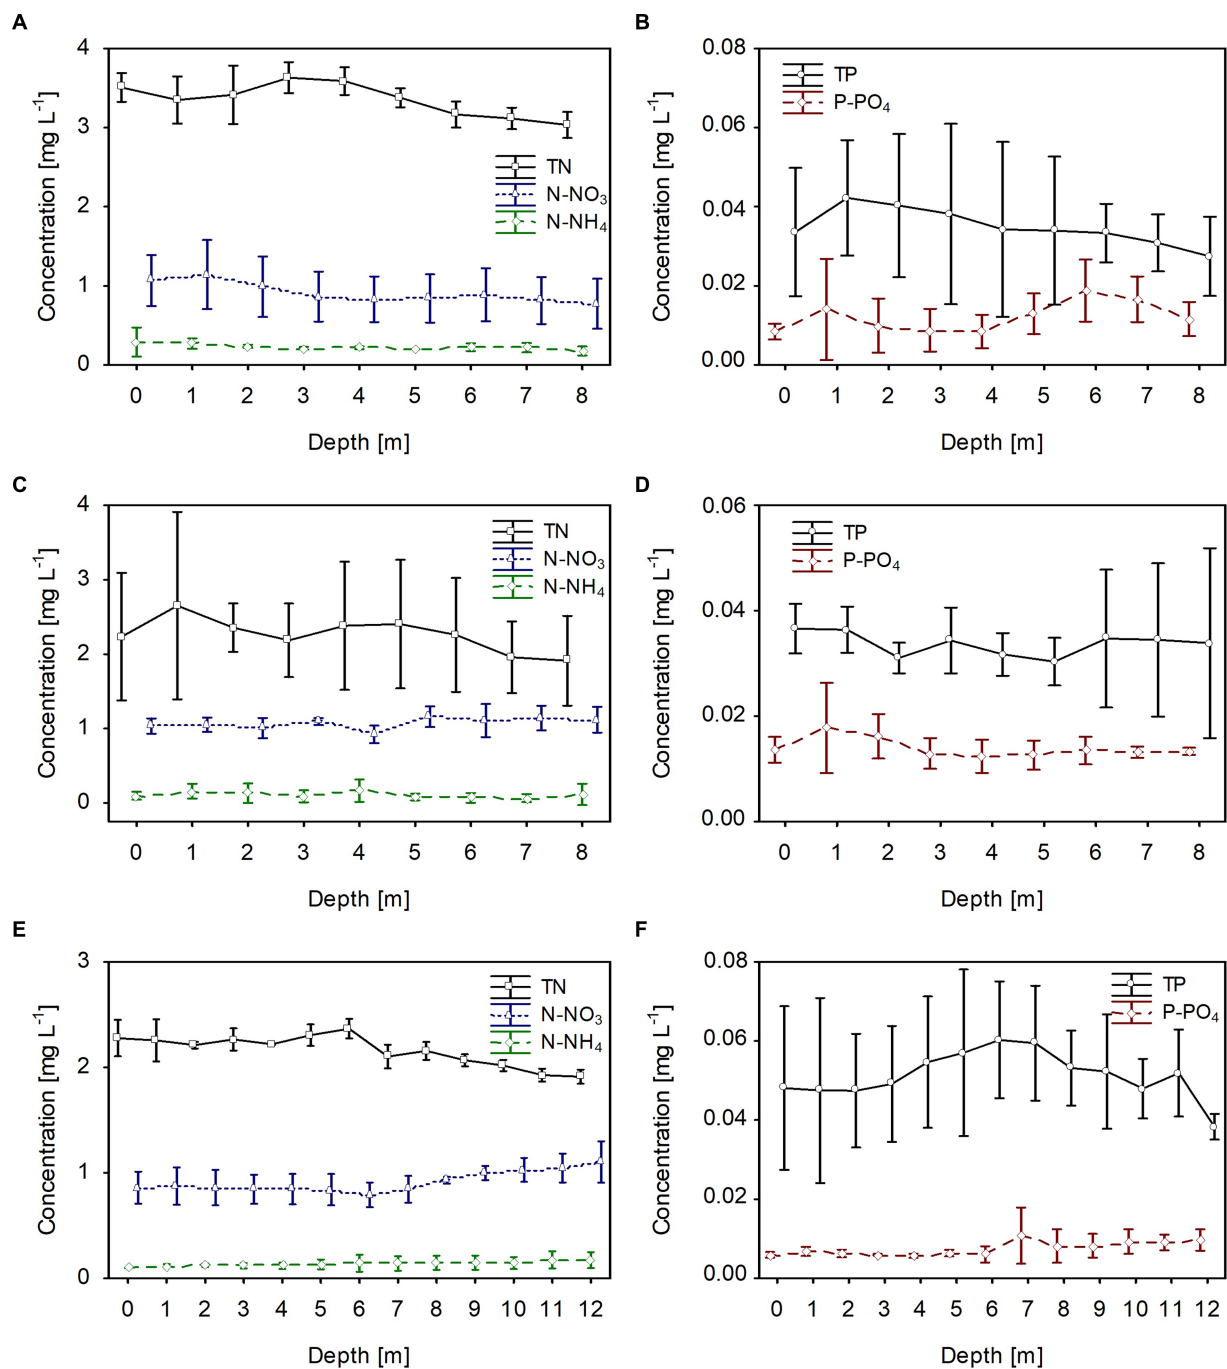 A
Concentration [mg L⁻¹]
4
3
2
1
0
TN
N-NO₃
N-NH₄
0 1 2 3 4 5 6 7 8
Depth [m]
B
Concentration [mg L⁻¹]
0.08
0.06
0.04
0.02
0.00
TP
P-PO₄
0 1 2 3 4 5 6 7 8
Depth [m]
C
Concentration [mg L⁻¹]
4
3
2
1
0
TN
N-NO₃
N-NH₄
0 1 2 3 4 5 6 7 8
Depth [m]
D
Concentration [mg L⁻¹]
0.06
0.04
0.02
0.00
TP
P-PO₄
0 1 2 3 4 5 6 7 8
Depth [m]
E
Concentration [mg L⁻¹]
3
2
1
0
TN
N-NO₃
N-NH₄
0 1 2 3 4 5 6 7 8 9 10 11 12
Depth [m]
F
Concentration [mg L⁻¹]
0.08
0.06
0.04
0.02
0.00
TP
P-PO₄
0 1 2 3 4 5 6 7 8 9 10 11 12
Depth [m]